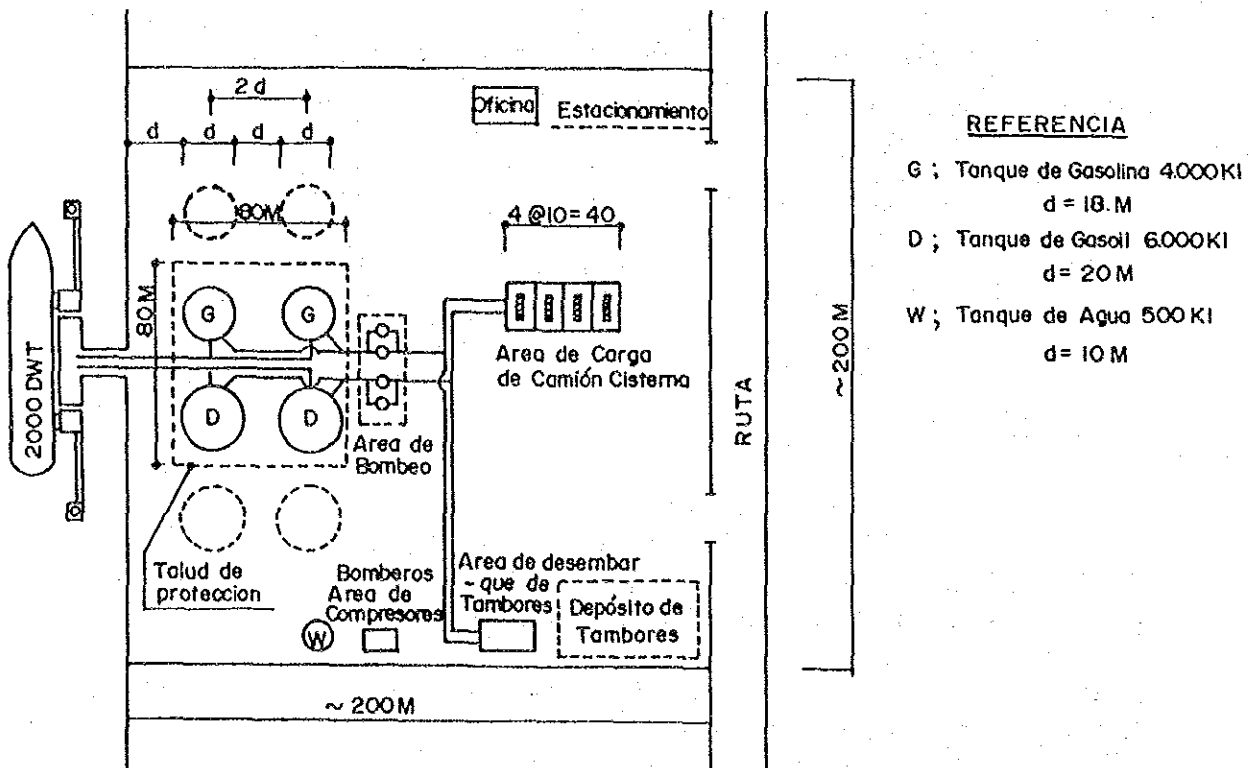 2 d
d
d
d
d
Oficina
Estacionamiento
80M
4 @10=40
80M
G
G
D
D
2000 DWT
Area de
Bombeo
Area de Carga
de Camión Cisterna
RUTA
~200M
Talud de
proteccion
Bomberos
Area de
Compresores
W
Area de desembar
-que de
Tambores
Depósito de
Tambores
~ 200M
REFERENCIA
G ; Tanque de Gasolina 4.000Kl
d = 18. M
D ; Tanque de Gasoil 6.000Kl
d= 20 M
W ; Tanque de Agua 500 Kl
d= 10 M